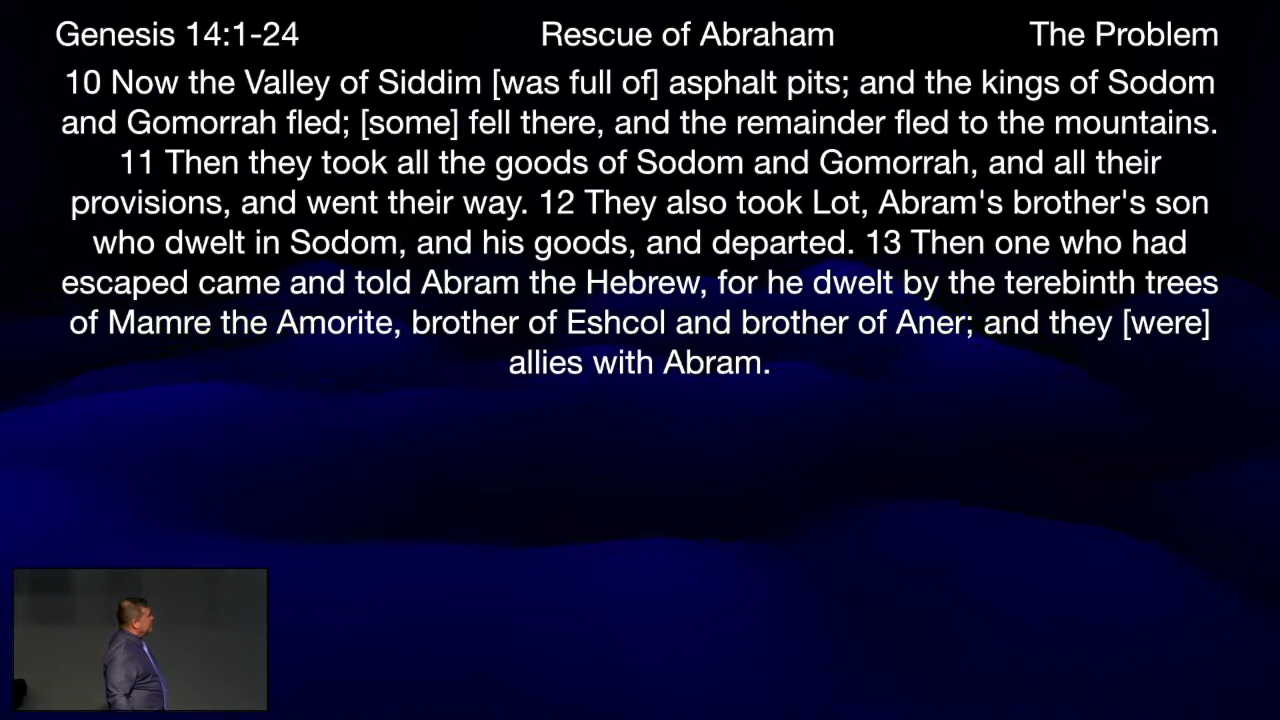 Genesis 14:1-24 Rescue of Abraham The Problem
10 Now the Valley of Siddim [was full of] asphalt pits; and the kings of Sodom
and Gomorrah fled; [some] fell there, and the remainder fled to the mountains.
11 Then they took all the goods of Sodom and Gomorrah, and all their
provisions, and went their way. 12 They also took Lot, Abram's brother's son
who dwelt in Sodom, and his goods, and departed. 13 Then one who had
escaped came and told Abram the Hebrew, for he dwelt by the terebinth trees
of Mamre the Amorite, brother of Eshcol and brother of Aner; and they [were]
allies with Abram.